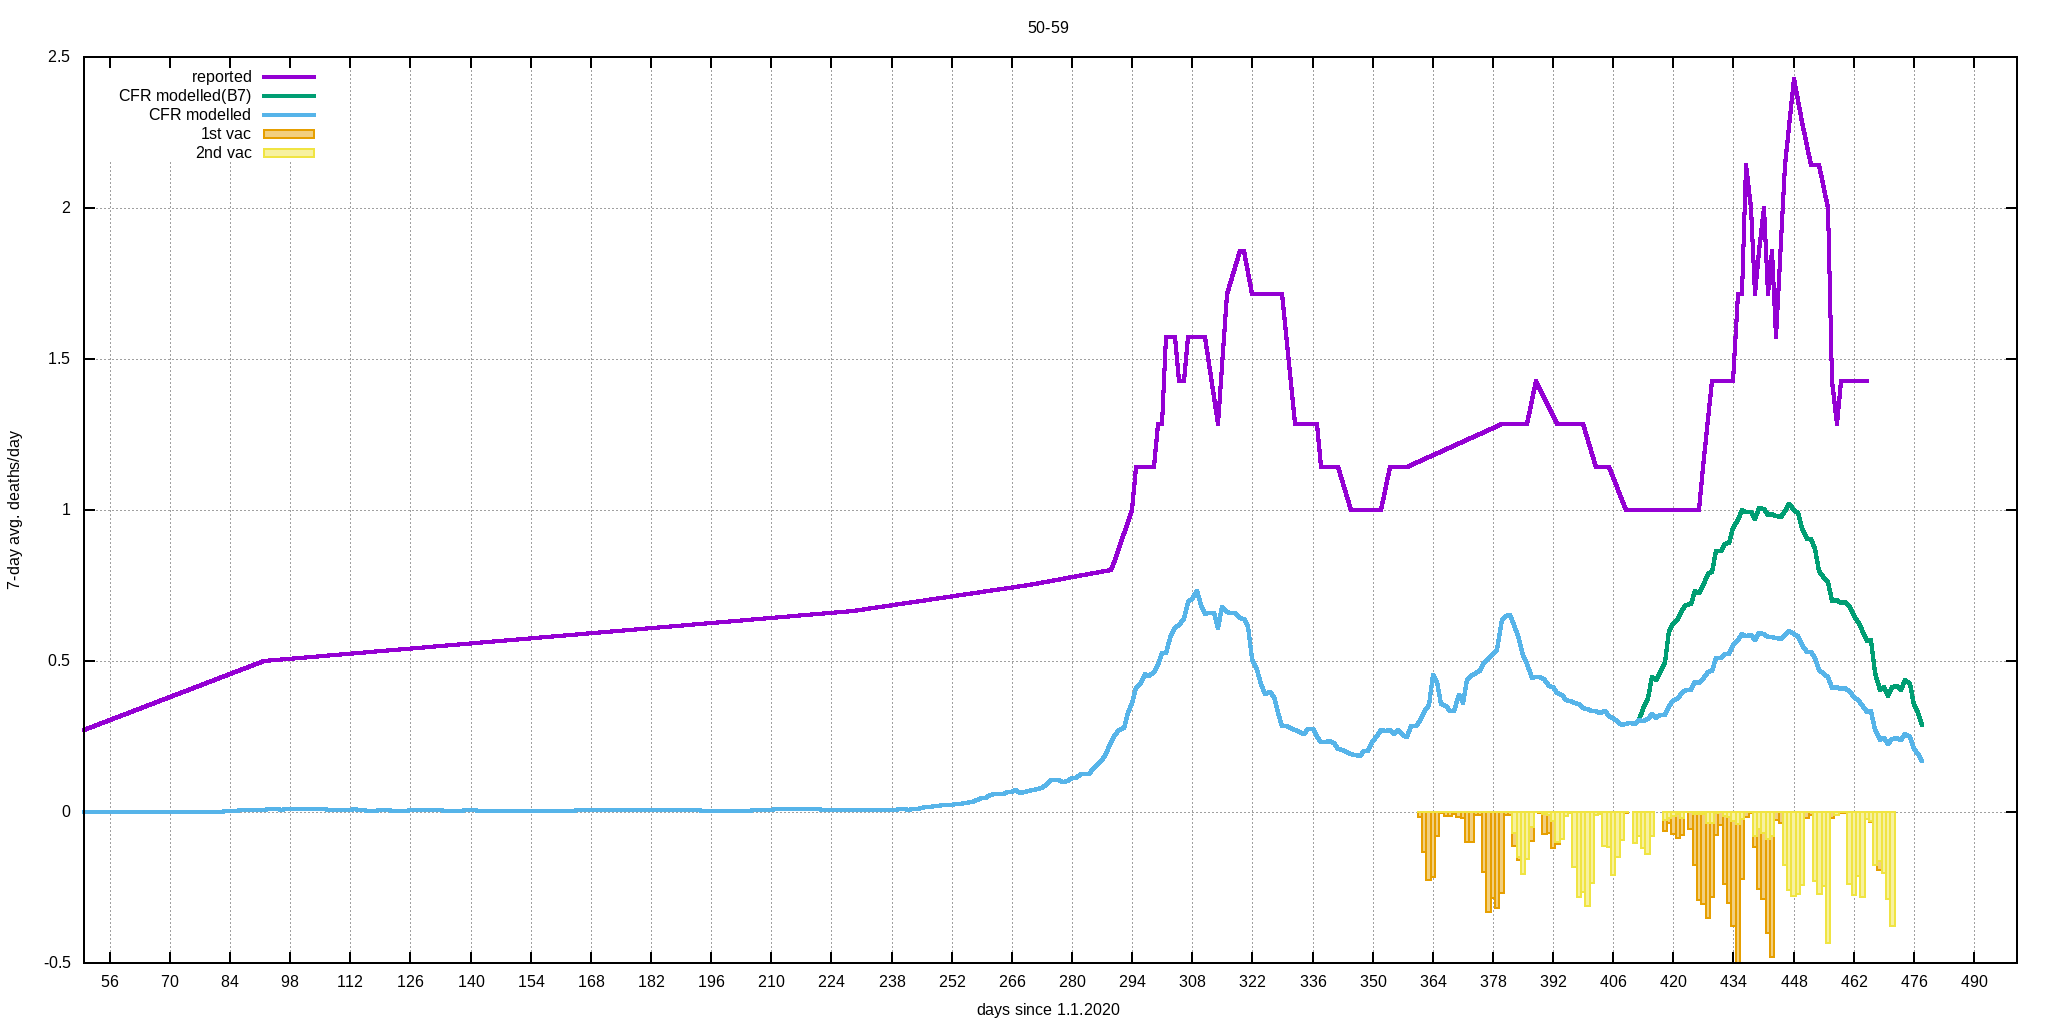 50-59
2.5
2
1.5
1
0.5
0
-0.5
7-day avg. deaths/day
reported
CFR modelled(B7)
CFR modelled
1st vac
2nd vac
56 70 84 98 112 126 140 154 168 182 196 210 224 238 252 266 280 294 308 322 336 350 364 378 392 406 420 434 448 462 476 490
days since 1.1.2020